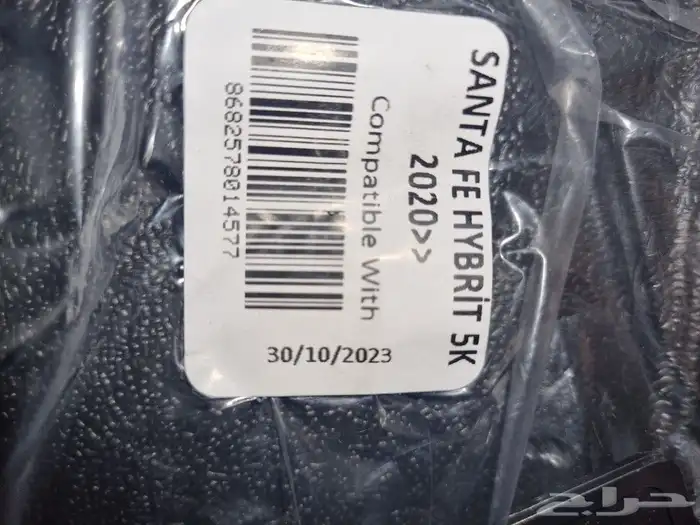 SANTA FE HYBRİT 5K
2020>>
Compatible With
8682578014577
30/10/2023
حراج